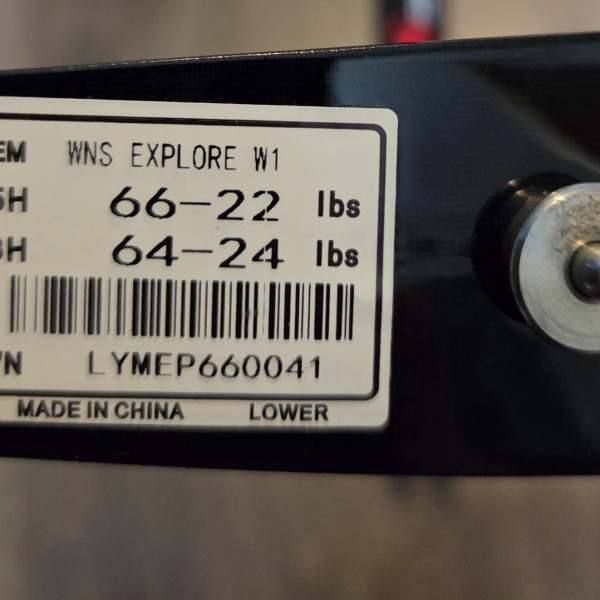 EM WNS EXPLORE W1
5H 66-22 lbs
3H 64-24 lbs
/N LYMEP660041
MADE IN CHINA LOWER